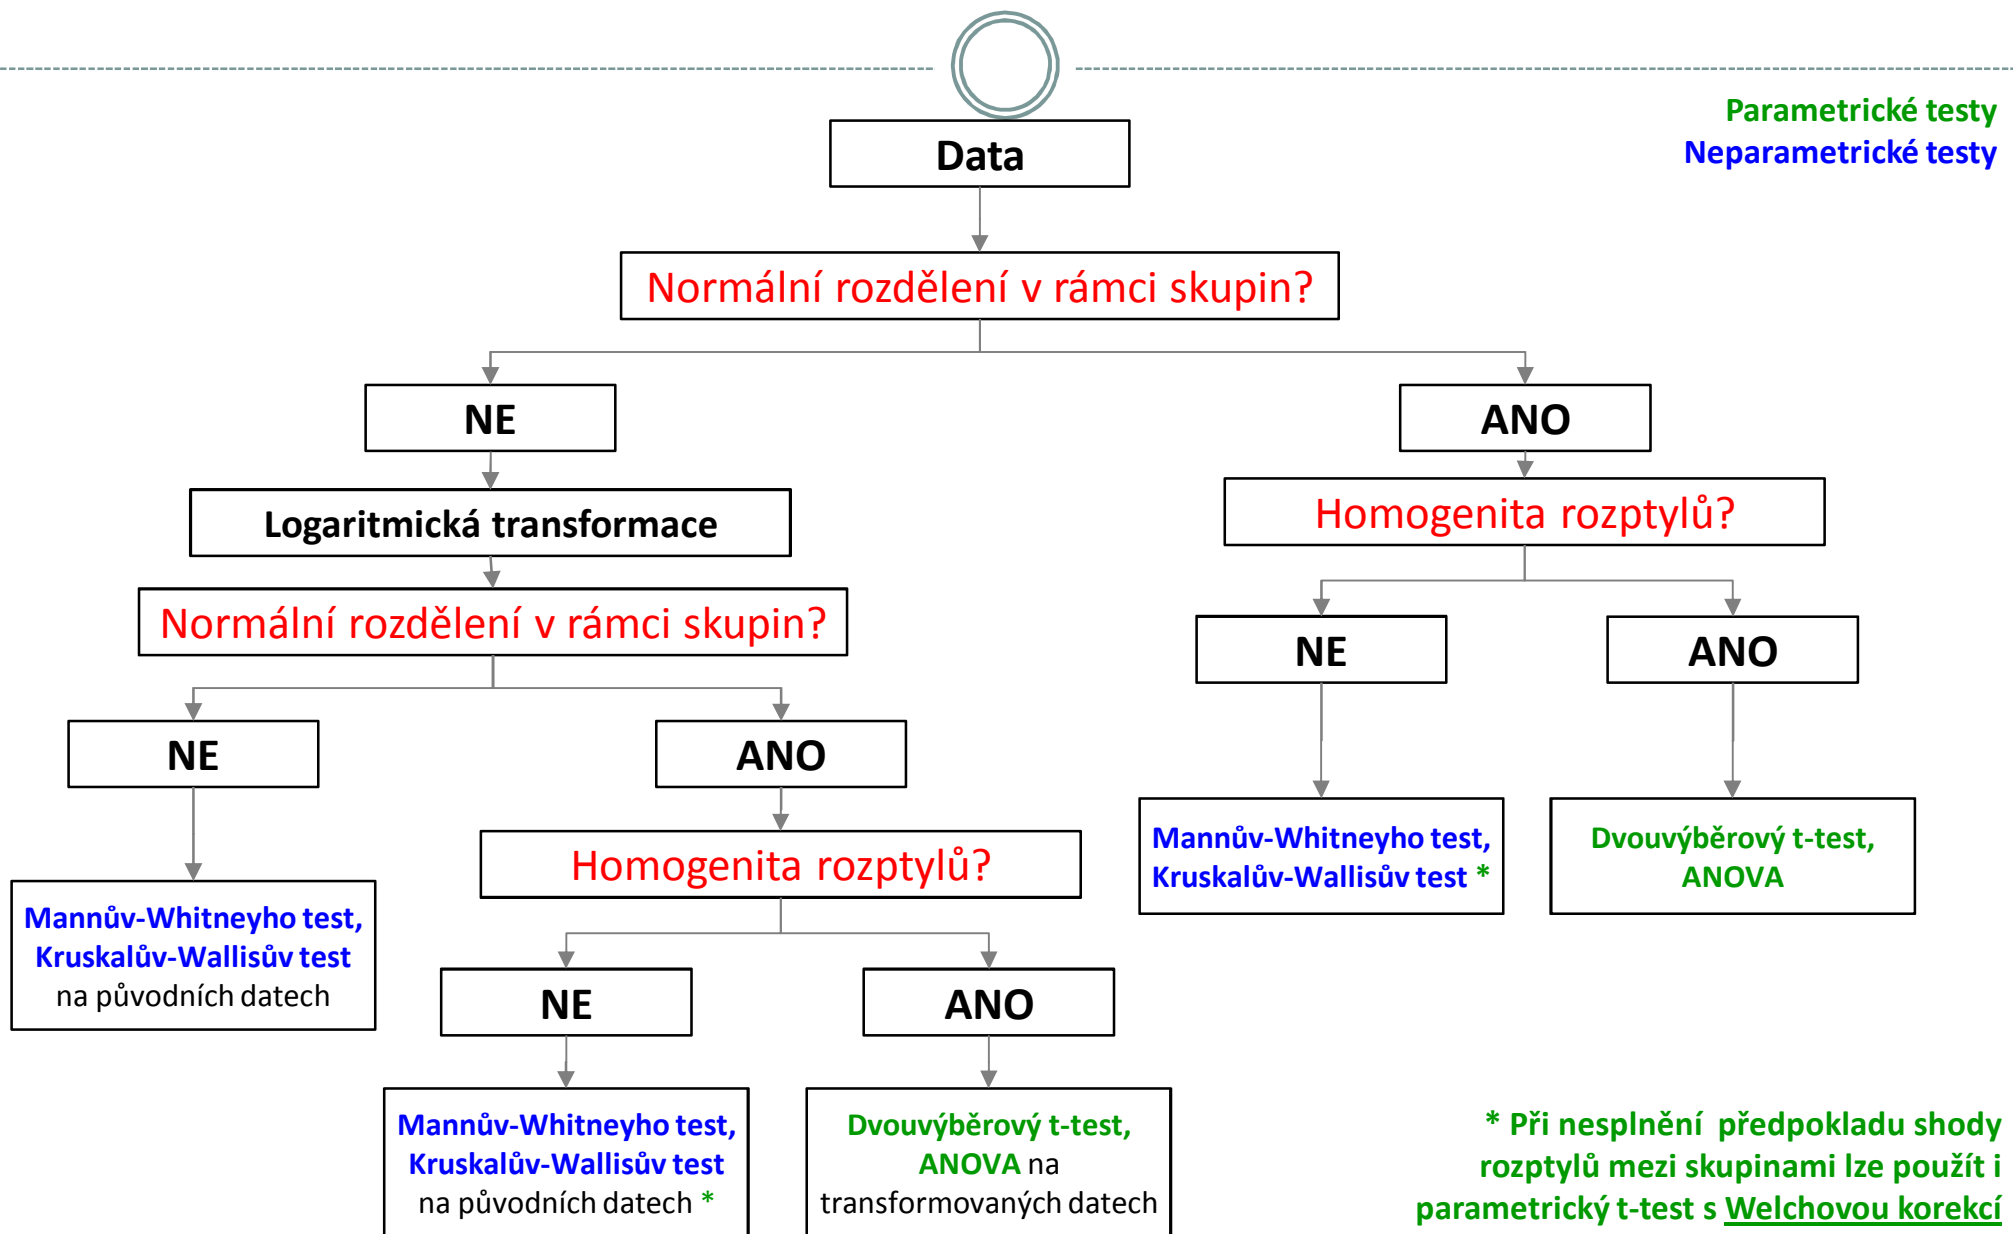 Parametrické testy
Neparametrické testy
Data
Normální rozdělení v rámci skupin?
NE
ANO
Logaritmická transformace
Homogenita rozptylů?
Normální rozdělení v rámci skupin?
NE
ANO
NE
ANO
Homogenita rozptylů?
Mannův-Whitneyho test,
Kruskalův-Wallisův test *
Dvouvýběrový t-test,
ANOVA
Mannův-Whitneyho test,
Kruskalův-Wallisův test
na původních datech
NE
ANO
Mannův-Whitneyho test,
Kruskalův-Wallisův test
na původních datech *
Dvouvýběrový t-test,
ANOVA na
transformovaných datech
* Při nesplnění předpokladu shody
rozptylů mezi skupinami lze použít i
parametrický t-test s Welchovou korekcí